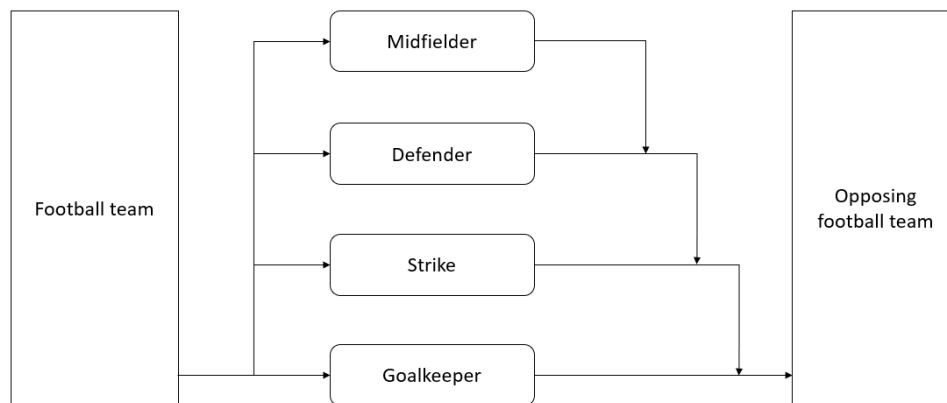 Football team
Midfielder
Defender
Strike
Goalkeeper
Opposing
football team